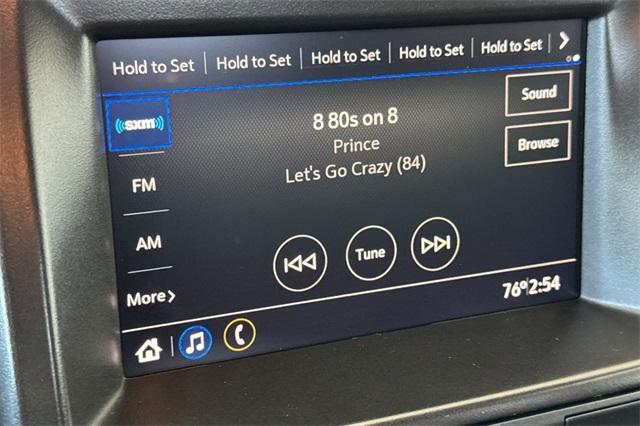 Hold to Set Hold to Set Hold to Set Hold to Set Hold to Set
sxm
8 80s on 8
Sound
Prince
Browse
Let's Go Crazy (84)
FM
AM
Tune
More
76° 2:54